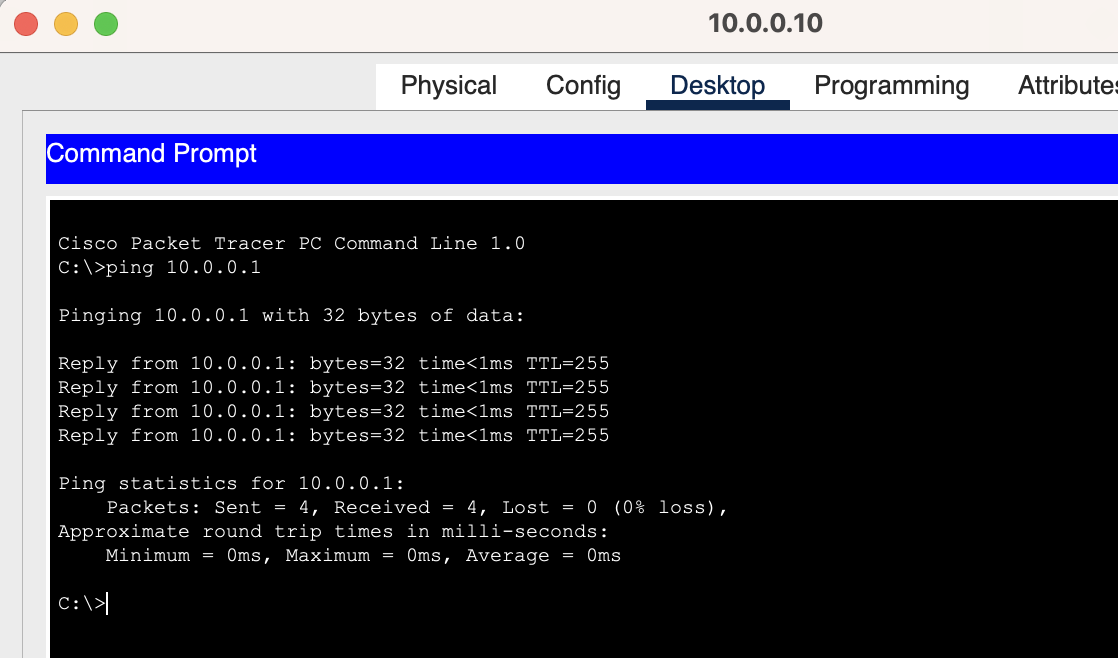 10.0.0.10
Physical Config Desktop Programming Attributes
Command Prompt
Cisco Packet Tracer PC Command Line 1.0
C:\>ping 10.0.0.1
Pinging 10.0.0.1 with 32 bytes of data:
Reply from 10.0.0.1: bytes=32 time<1ms TTL=255
Reply from 10.0.0.1: bytes=32 time<1ms TTL=255
Reply from 10.0.0.1: bytes=32 time<1ms TTL=255
Reply from 10.0.0.1: bytes=32 time<1ms TTL=255
Ping statistics for 10.0.0.1:
    Packets: Sent = 4, Received = 4, Lost = 0 (0% loss),
Approximate round trip times in milli-seconds:
    Minimum = 0ms, Maximum = 0ms, Average = 0ms
C:\>